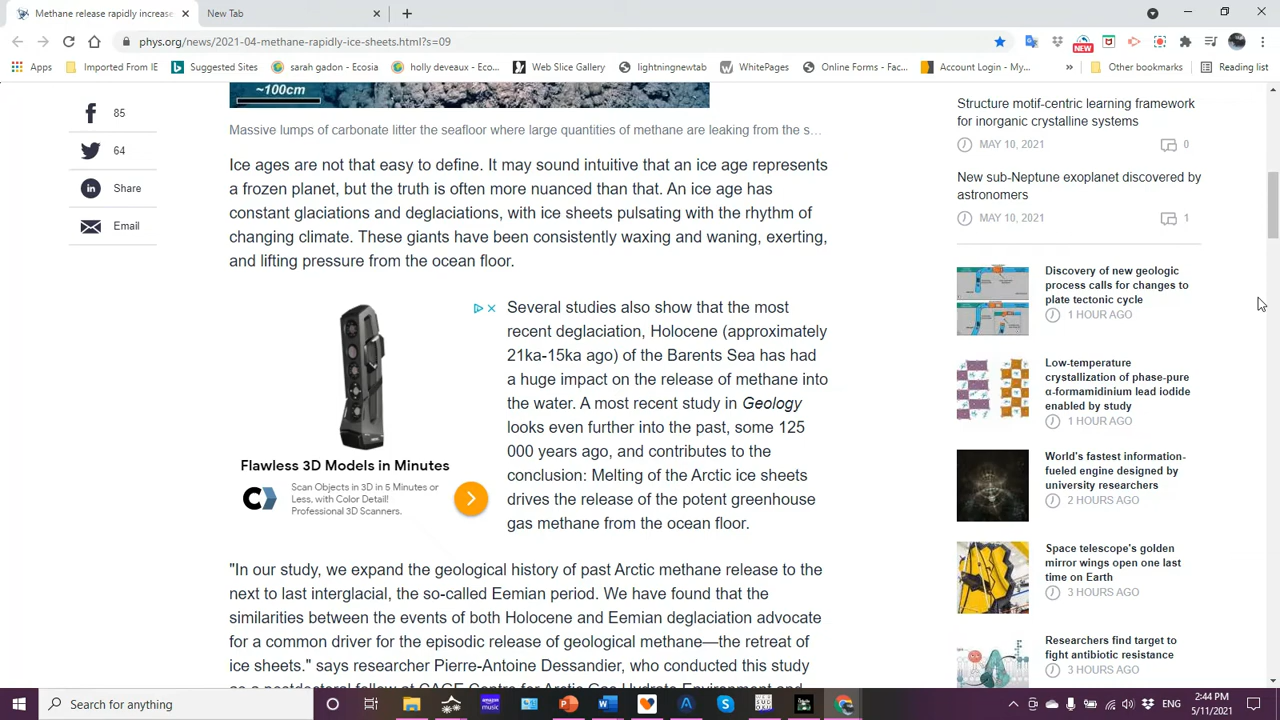 Methane release rapidly increase
New Tab
phys.org/news/2021-04-methane-rapidly-ice-sheets.html?s=09
NEW
Apps
Imported From IE
Suggested Sites
sarah gadon - Ecosia
holly deveaux - Eco...
Web Slice Gallery
lightningnewtab
WhitePages
Online Forms - Fac...
Account Login - My...
»
Other bookmarks
Reading list
85
64
Share
Email
~100cm
Massive lumps of carbonate litter the seafloor where large quantities of methane are leaking from the s...
Ice ages are not that easy to define. It may sound intuitive that an ice age represents
a frozen planet, but the truth is often more nuanced than that. An ice age has
constant glaciations and deglaciations, with ice sheets pulsating with the rhythm of
changing climate. These giants have been consistently waxing and waning, exerting,
and lifting pressure from the ocean floor.
Flawless 3D Models in Minutes
Scan Objects in 3D in 5 Minutes or
Less, with Color Detail!
Professional 3D Scanners.
Several studies also show that the most
recent deglaciation, Holocene (approximately
21ka-15ka ago) of the Barents Sea has had
a huge impact on the release of methane into
the water. A most recent study in Geology
looks even further into the past, some 125
000 years ago, and contributes to the
conclusion: Melting of the Arctic ice sheets
drives the release of the potent greenhouse
gas methane from the ocean floor.
"In our study, we expand the geological history of past Arctic methane release to the
next to last interglacial, the so-called Eemian period. We have found that the
similarities between the events of both Holocene and Eemian deglaciation advocate
for a common driver for the episodic release of geological methane—the retreat of
ice sheets." says researcher Pierre-Antoine Dessandier, who conducted this study
as a postdoctoral fellow at CAGE Centre for Arctic Gas Hydrate Environment and
Structure motif-centric learning framework
for inorganic crystalline systems
MAY 10, 2021
0
New sub-Neptune exoplanet discovered by
astronomers
MAY 10, 2021
1
Discovery of new geologic
process calls for changes to
plate tectonic cycle
1 HOUR AGO
Low-temperature
crystallization of phase-pure
α-formamidinium lead iodide
enabled by study
1 HOUR AGO
World's fastest information-
fueled engine designed by
university researchers
2 HOURS AGO
Space telescope's golden
mirror wings open one last
time on Earth
3 HOURS AGO
Researchers find target to
fight antibiotic resistance
3 HOURS AGO
Search for anything
amazon music
ENG
2:44 PM
5/11/2021